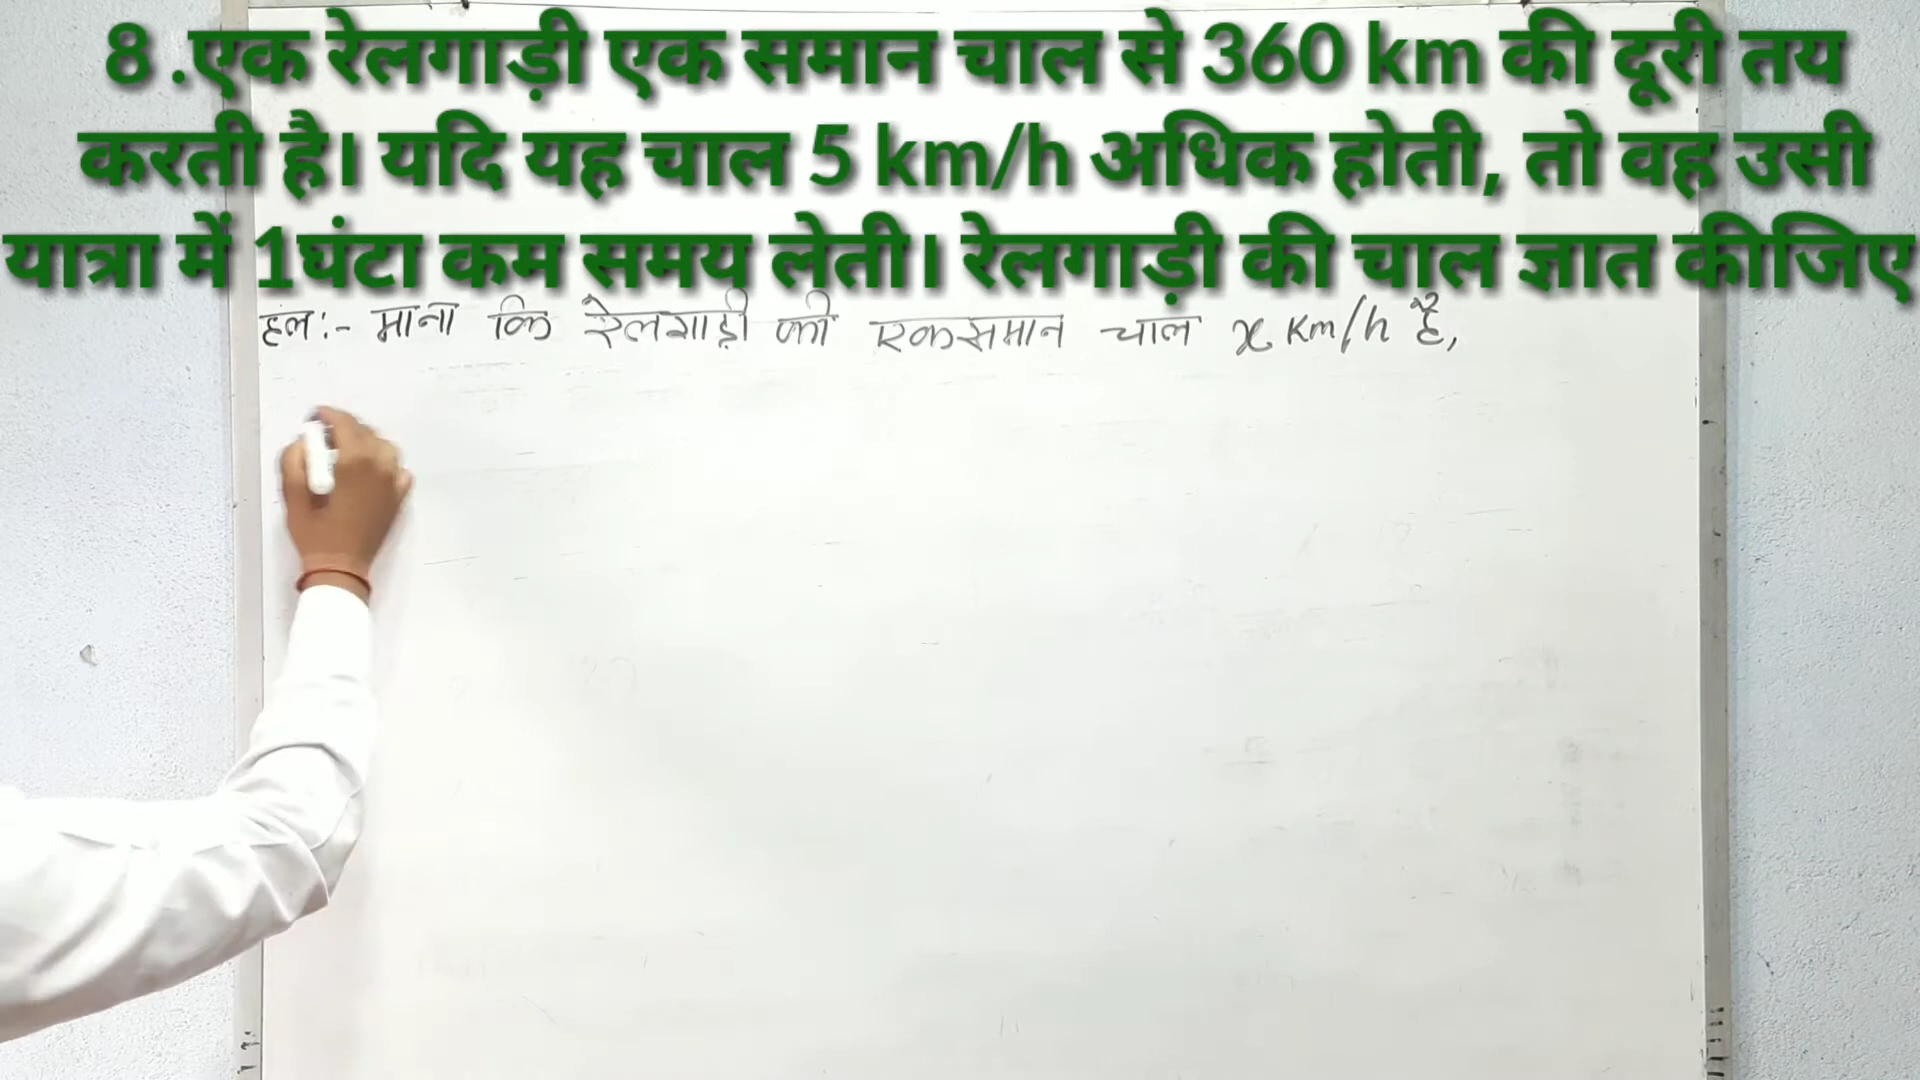 8 .एक रेलगाड़ी एक समान चाल से 360 km की दूरी तय
करती है। यदि यह चाल 5 km/h अधिक होती, तो वह उसी
यात्रा में 1घंटा कम समय लेती। रेलगाड़ी की चाल ज्ञात कीजिए
हल:- माना कि रेलगाड़ी की एकसमान चाल x km/h है,